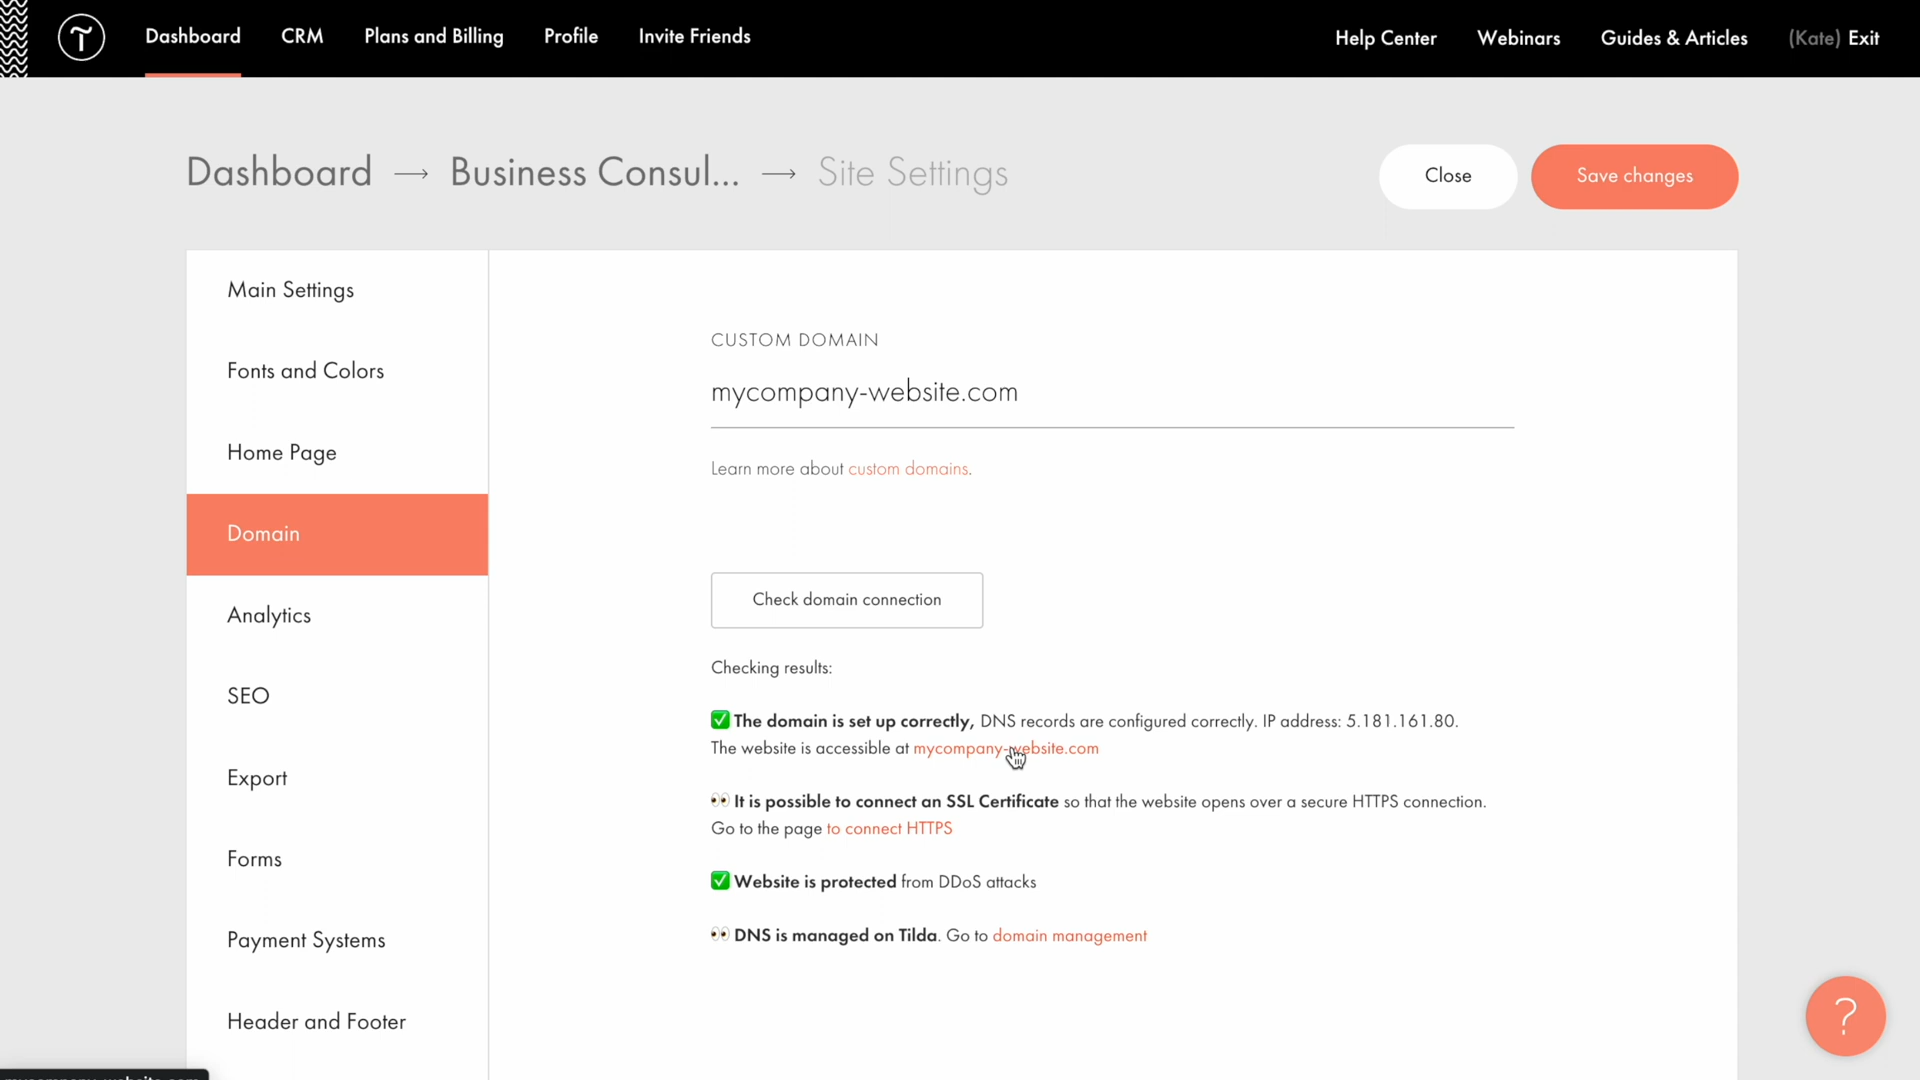 Dashboard CRM Plans and Billing Profile Invite Friends Help Center Webinars Guides & Articles (Kate) Exit
Dashboard → Business Consul... → Site Settings Close Save changes
Main Settings
Fonts and Colors
Home Page
Domain
Analytics
SEO
Export
Forms
Payment Systems
Header and Footer
CUSTOM DOMAIN
mycompany-website.com
Learn more about custom domains.
Check domain connection
Checking results:
✅ The domain is set up correctly, DNS records are configured correctly. IP address: 5.181.161.80.
The website is accessible at mycompany-website.com
👀 It is possible to connect an SSL Certificate so that the website opens over a secure HTTPS connection.
Go to the page to connect HTTPS
✅ Website is protected from DDoS attacks
👀 DNS is managed on Tilda. Go to domain management
?